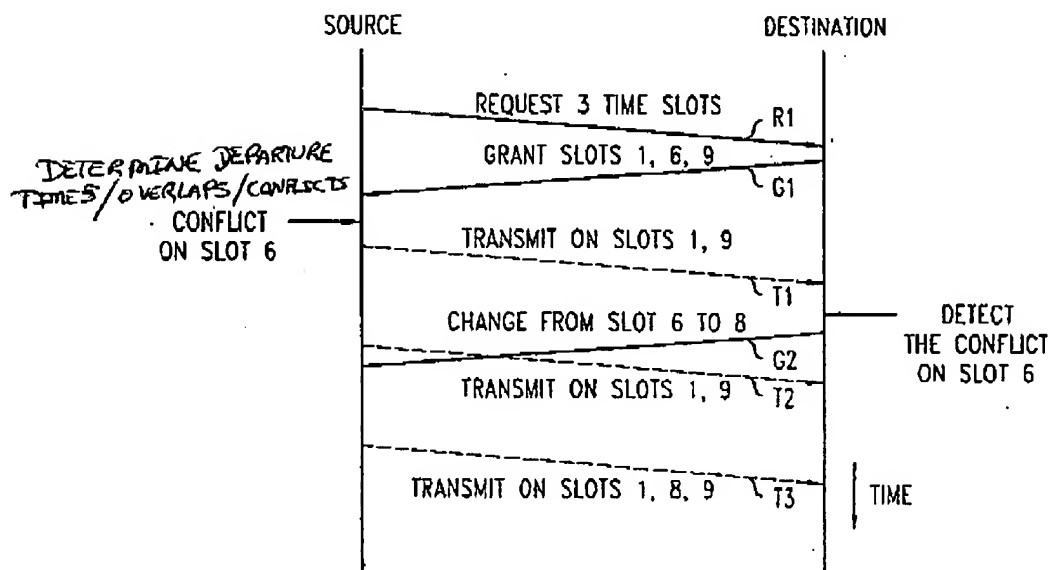 SOURCE
DESTINATION
REQUEST 3 TIME SLOTS
R1
GRANT SLOTS 1, 6, 9
G1
DETERMINE DEPARTURE
TIMES/OVERLAPS/CONFLICTS
CONFLICT
ON SLOT 6
TRANSMIT ON SLOTS 1, 9
T1
CHANGE FROM SLOT 6 TO 8
G2
DETECT
THE CONFLICT
ON SLOT 6
TRANSMIT ON SLOTS 1, 9
T2
TRANSMIT ON SLOTS 1, 8, 9
T3
TIME